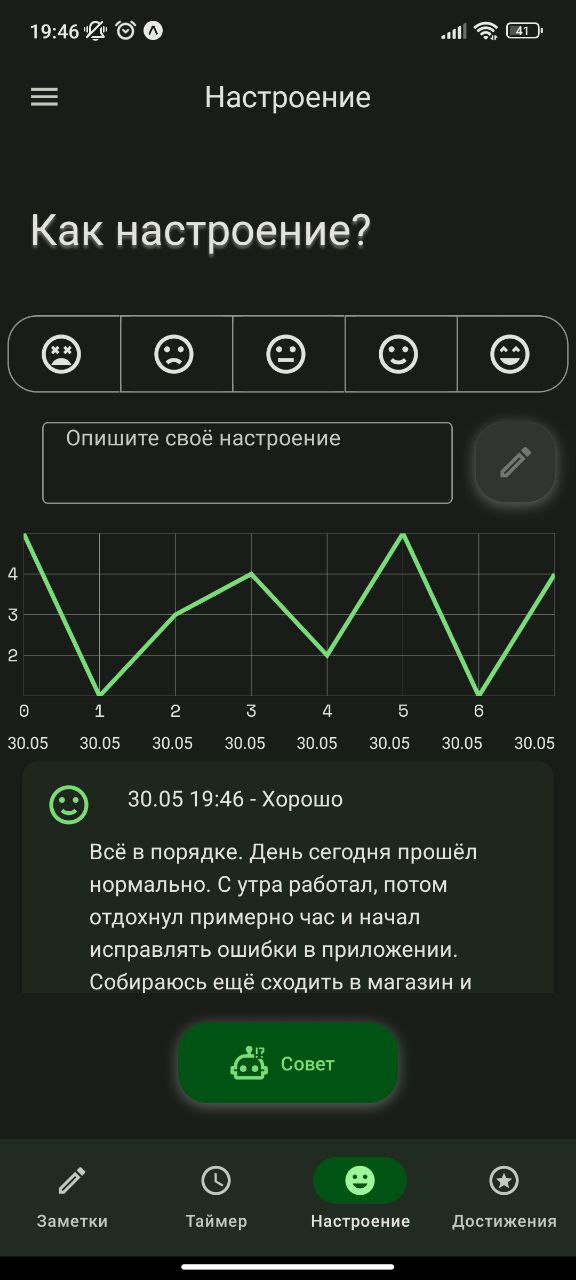 19:46 41
Настроение
Как настроение?
Опишите своё настроение
4
3
2
0 1 2 3 4 5 6
30.05 30.05 30.05 30.05 30.05 30.05 30.05 30.05
30.05 19:46 - Хорошо
Всё в порядке. День сегодня прошёл
нормально. С утра работал, потом
отдохнул примерно час и начал
исправлять ошибки в приложении.
Собираюсь ещё сходить в магазин и
!? Совет
Заметки Таймер Настроение Достижения